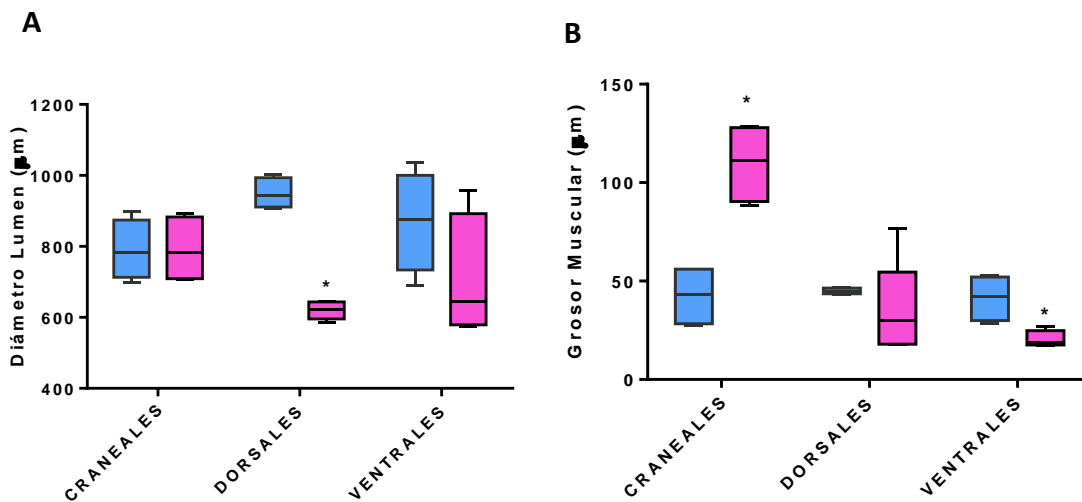 A
Diámetro Lumen (µm)
1200
1000
800
600
400
*
CRANEALES
DORSALES
VENTRALES
B
Grosor Muscular (µm)
150
100
50
0
*
*
CRANEALES
DORSALES
VENTRALES